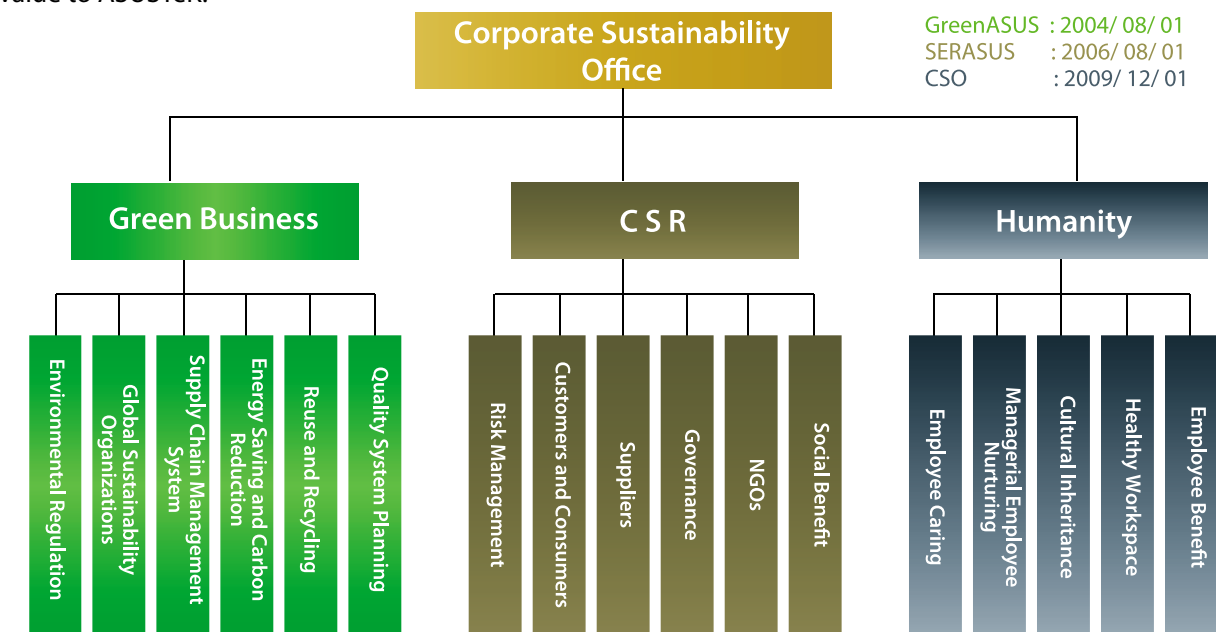 value to ASUSTeK.
Corporate Sustainability
Office
GreenASUS : 2004/ 08/ 01
SERASUS : 2006/ 08/ 01
CSO : 2009/ 12/ 01
Green Business
C S R
Humanity
Environmental Regulation
Global Sustainability
Organizations
Supply Chain Management
System
Energy Saving and Carbon
Reduction
Reuse and Recycling
Quality System Planning
Risk Management
Customers and Consumers
Suppliers
Governance
NGOs
Social Benefit
Employee Caring
Managerial Employee
Nurturing
Cultural Inheritance
Healthy Workspace
Employee Benefit